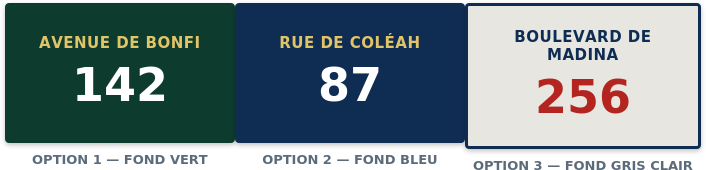 AVENUE DE BONFI
142
OPTION 1 — FOND VERT
RUE DE COLÉAH
87
OPTION 2 — FOND BLEU
BOULEVARD DE
MADINA
256
OPTION 3 — FOND GRIS CLAIR